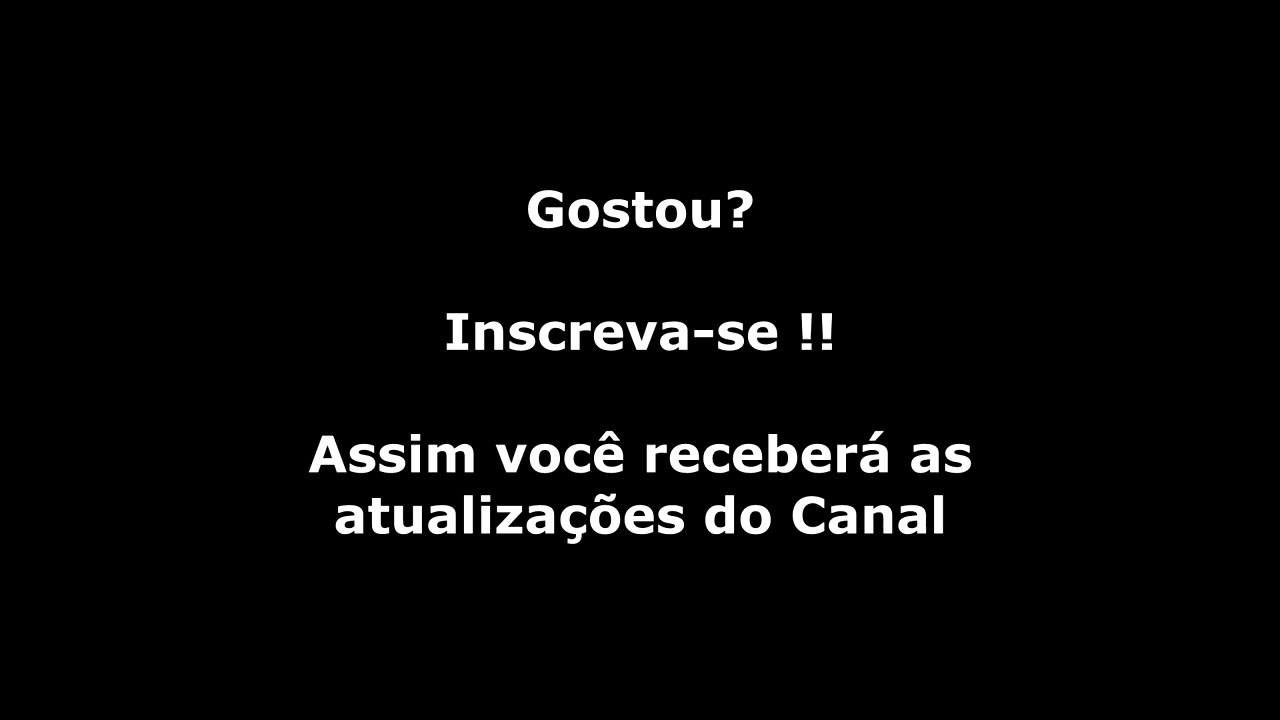 Gostou?
Inscreva-se !!
Assim você receberá as
atualizações do Canal